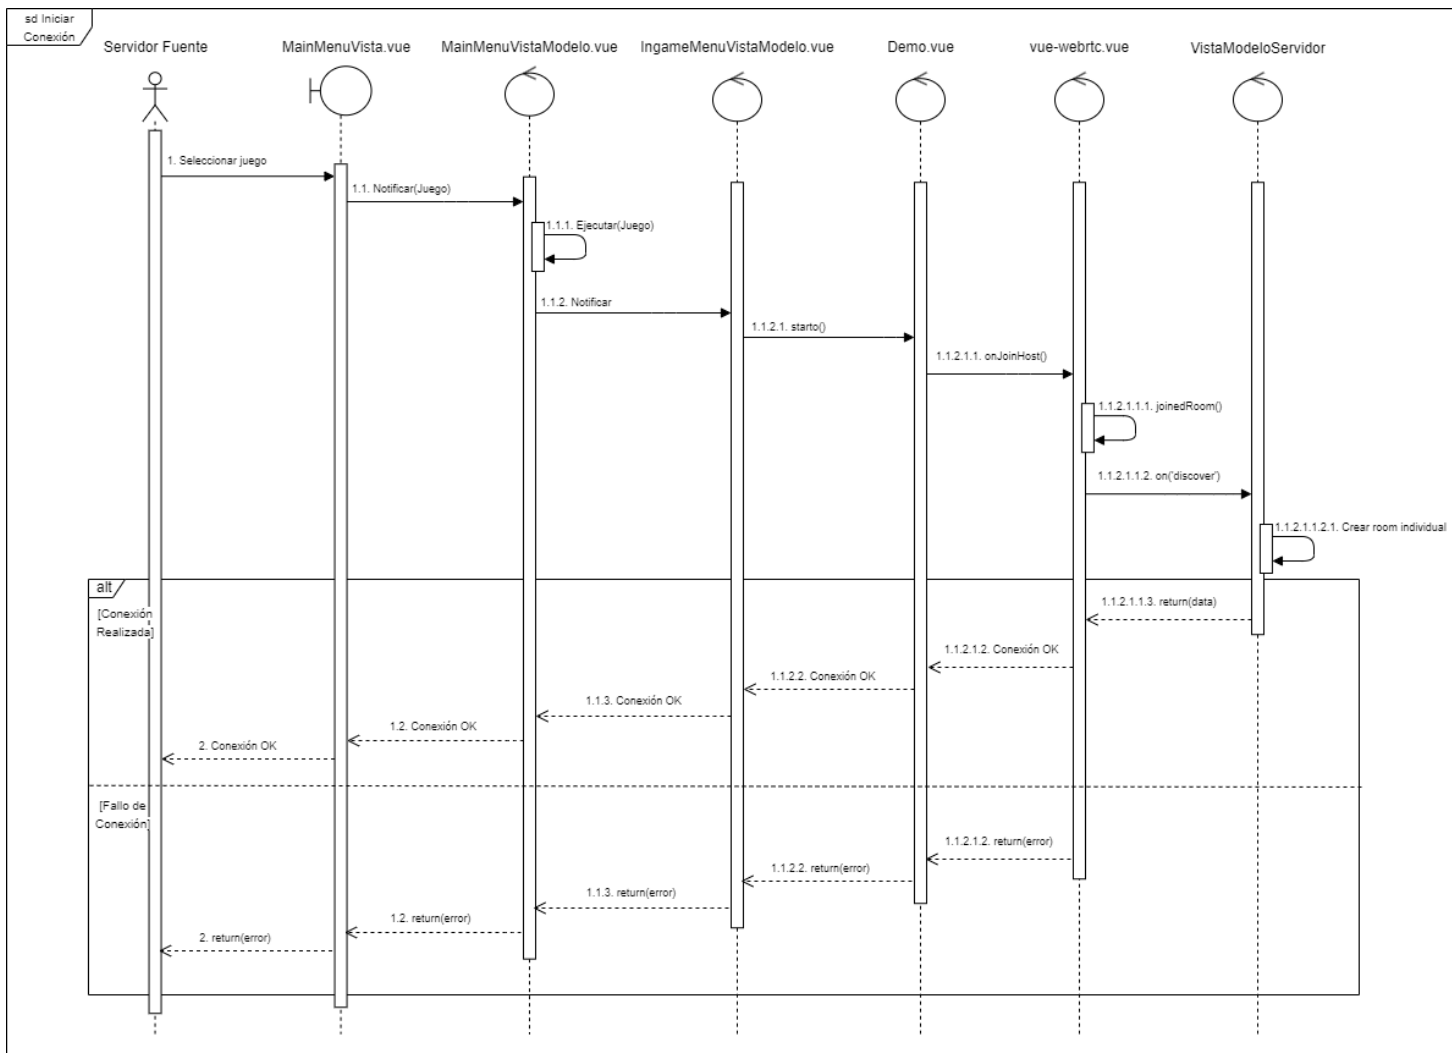 sd Iniciar
Conexión
Servidor Fuente
MainMenuVista.vue
MainMenuVistaModelo.vue
IngameMenuVistaModelo.vue
Demo.vue
vue-webrtc.vue
VistaModeloServidor
1. Seleccionar juego
1.1. Notificar(Juego)
1.1.1. Ejecutar(Juego)
1.1.2. Notificar
1.1.2.1. starto()
1.1.2.1.1. onJoinHost()
1.1.2.1.1.1. joinedRoom()
1.1.2.1.1.2. on('discover')
1.1.2.1.1.2.1. Crear room individual
alt
[Conexión
Realizada]
1.1.2.1.1.3. return(data)
1.1.2.1.2. Conexión OK
1.1.2.2. Conexión OK
1.1.3. Conexión OK
1.2. Conexión OK
2. Conexión OK
[Fallo de
Conexión]
1.1.2.1.2. return(error)
1.1.2.2. return(error)
1.1.3. return(error)
1.2. return(error)
2. return(error)